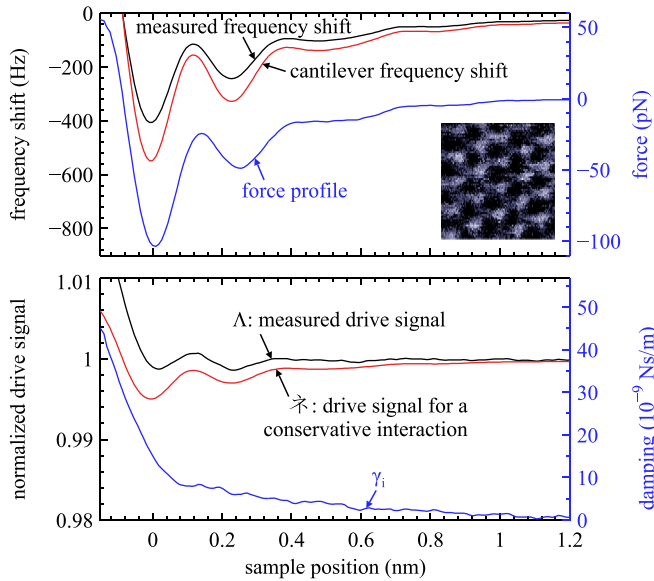 0
−200
−400
−600
−800
frequency shift (Hz)
measured frequency shift
cantilever frequency shift
force profile
50
0
−50
−100
force (pN)
1.01
1
0.99
0.98
normalized drive signal
Λ: measured drive signal
ネ: drive signal for a
conservative interaction
γi
50
40
30
20
10
0
damping (10⁻⁹ Ns/m)
0
0.2
0.4
0.6
0.8
1.0
1.2
sample position (nm)